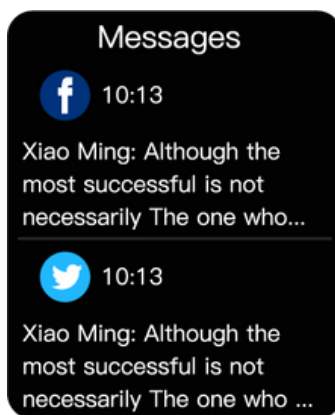 Messages
10:13
Xiao Ming: Although the
most successful is not
necessarily The one who...
10:13
Xiao Ming: Although the
most successful is not
necessarily The one who ...